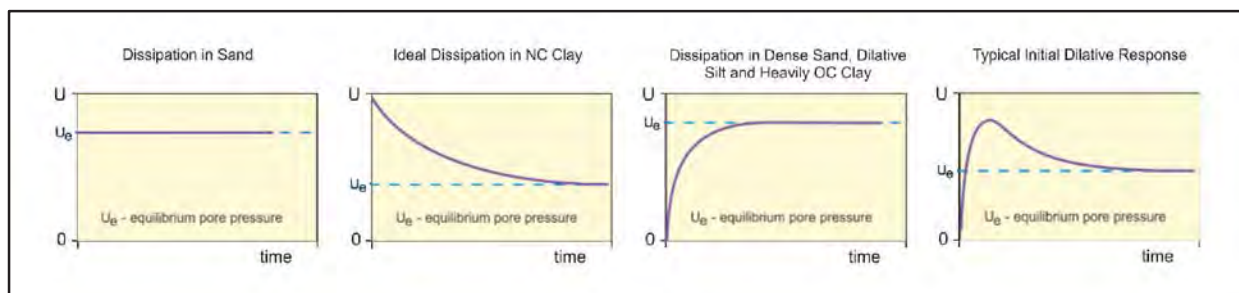 Dissipation in Sand
U
Ue
Ue - equilibrium pore pressure
0
time
Ideal Dissipation in NC Clay
U
Ue
Ue - equilibrium pore pressure
0
time
Dissipation in Dense Sand, Dilative
Silt and Heavily OC Clay
U
Ue
Ue - equilibrium pore pressure
0
time
Typical Initial Dilative Response
U
Ue
Ue - equilibrium pore pressure
0
time